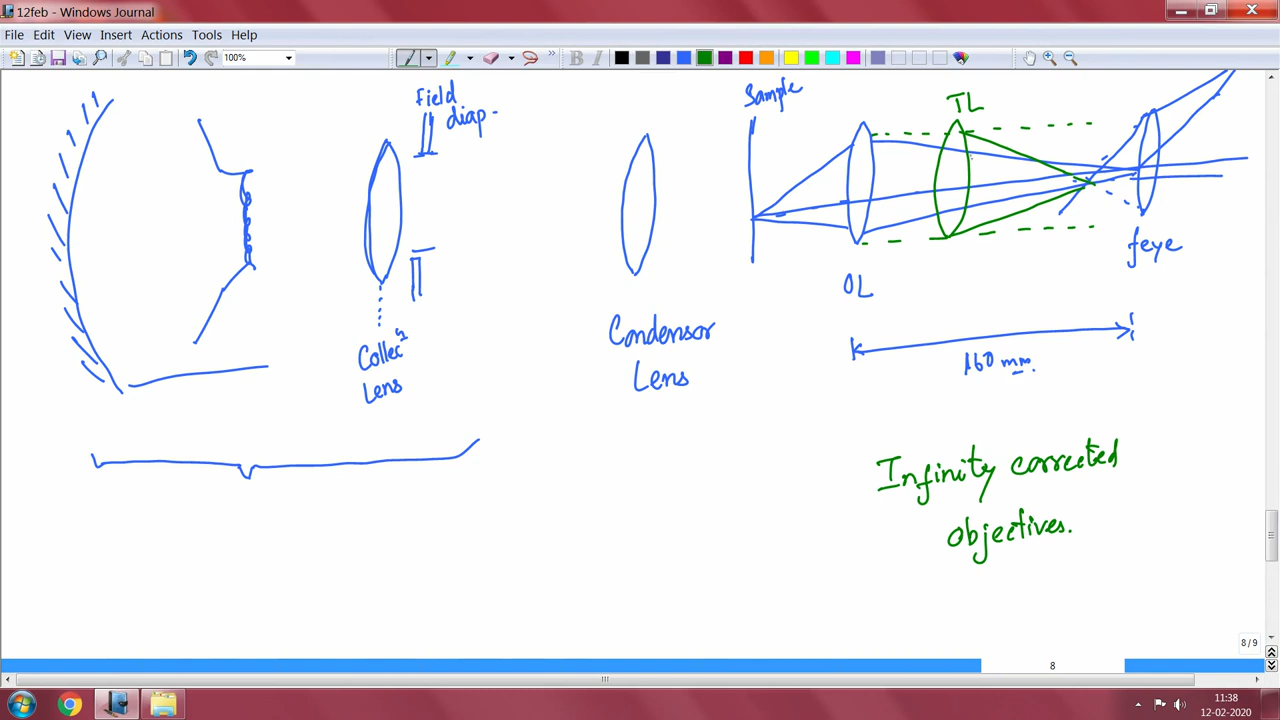 12feb - Windows Journal
File Edit View Insert Actions Tools Help
100%
Field
diap-
Sample
TL
OL
feye
Condensor
Lens
Lens
160 mm.
Infinity corrected
objectives.
8/9
8
11:38
12-02-2020